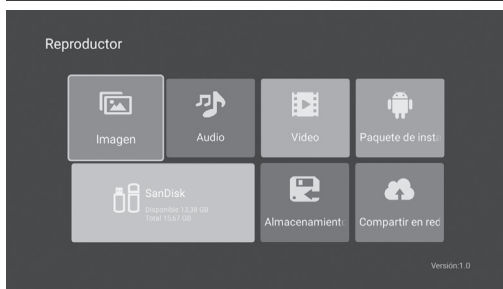 Reproductor
Imagen
Audio
Video
Paquete de insta
SanDisk
Disponible 13,38 GB
Total 15,67 GB
Almacenamiento
Compartir en red
Versión:1.0